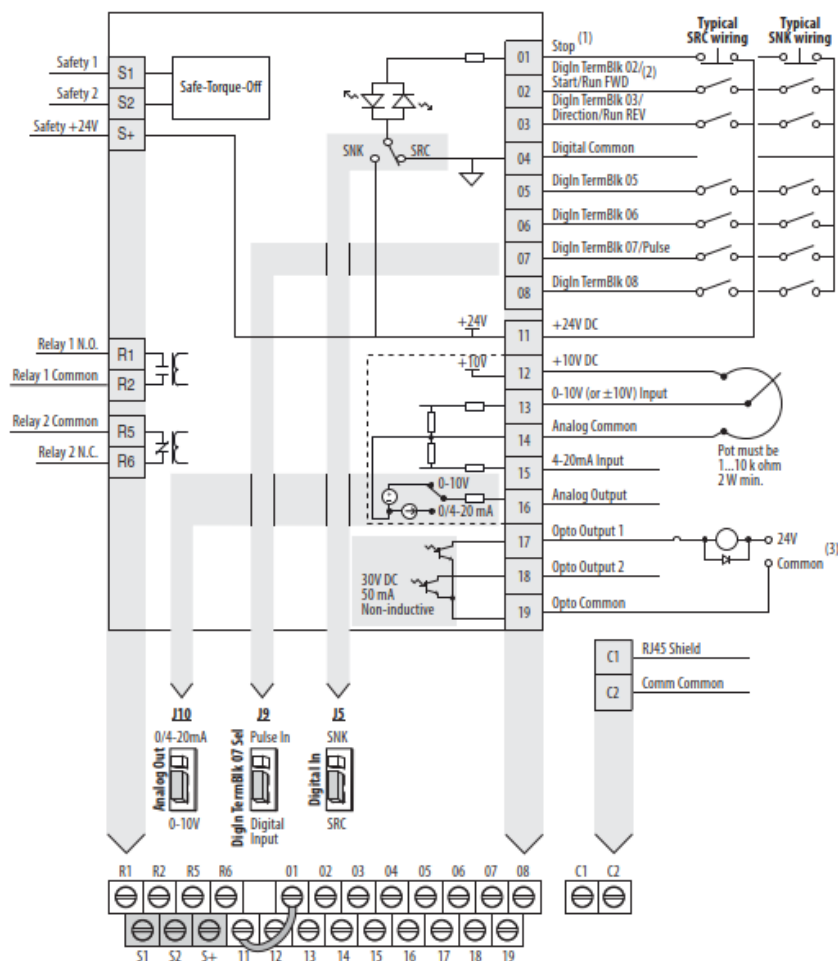 Typical
SRC wiring
Typical
SNK wiring
Safety 1
S1
Safety 2
S2
Safe-Torque-Off
Safety +24V
S+
01
Stop (1)
02
DigIn TermBlk 02/
Start/Run FWD (2)
03
DigIn TermBlk 03/
Direction/Run REV
SNK
SRC
04
Digital Common
05
DigIn TermBlk 05
06
DigIn TermBlk 06
07
DigIn TermBlk 07/Pulse
08
DigIn TermBlk 08
+24V
11
+24V DC
Relay 1 N.O.
R1
Relay 1 Common
R2
+10V
12
+10V DC
13
0-10V (or ±10V) Input
14
Analog Common
Pot must be
1...10 k ohm
2 W min.
Relay 2 Common
R5
Relay 2 N.C.
R6
15
4-20mA Input
0-10V
0/4-20 mA
16
Analog Output
17
Opto Output 1
24V
Common
(3)
18
Opto Output 2
30V DC
50 mA
Non-inductive
19
Opto Common
C1
RJ45 Shield
C2
Comm Common
J10
0/4-20mA
Analog Out
0-10V
J9
Pulse In
DigIn TermBlk 07 Sel
Digital
Input
J5
SNK
Digital In
SRC
R1 R2 R5 R6 01 02 03 04 05 06 07 08 C1 C2
S1 S2 S+ 11 12 13 14 15 16 17 18 19